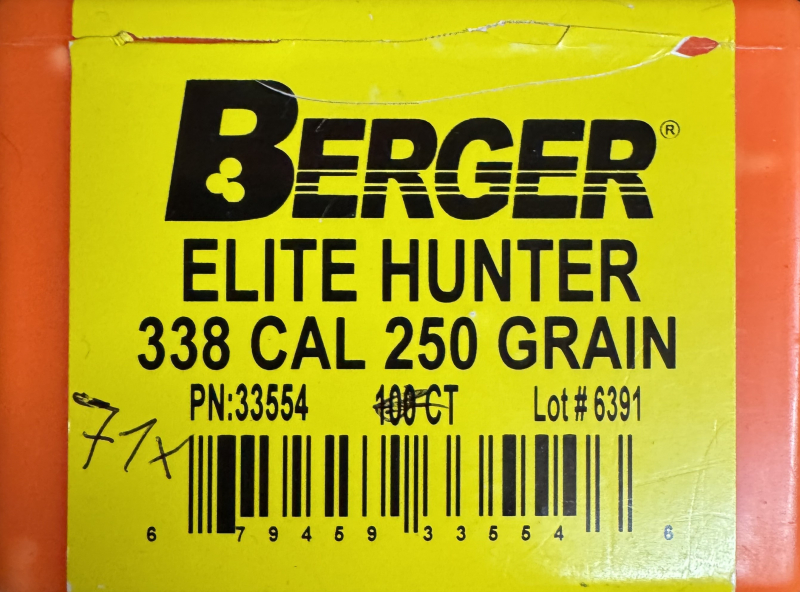 BERGER®
ELITE HUNTER
338 CAL 250 GRAIN
PN:33554 100 CT Lot # 6391
71x
6 79459 33554 6